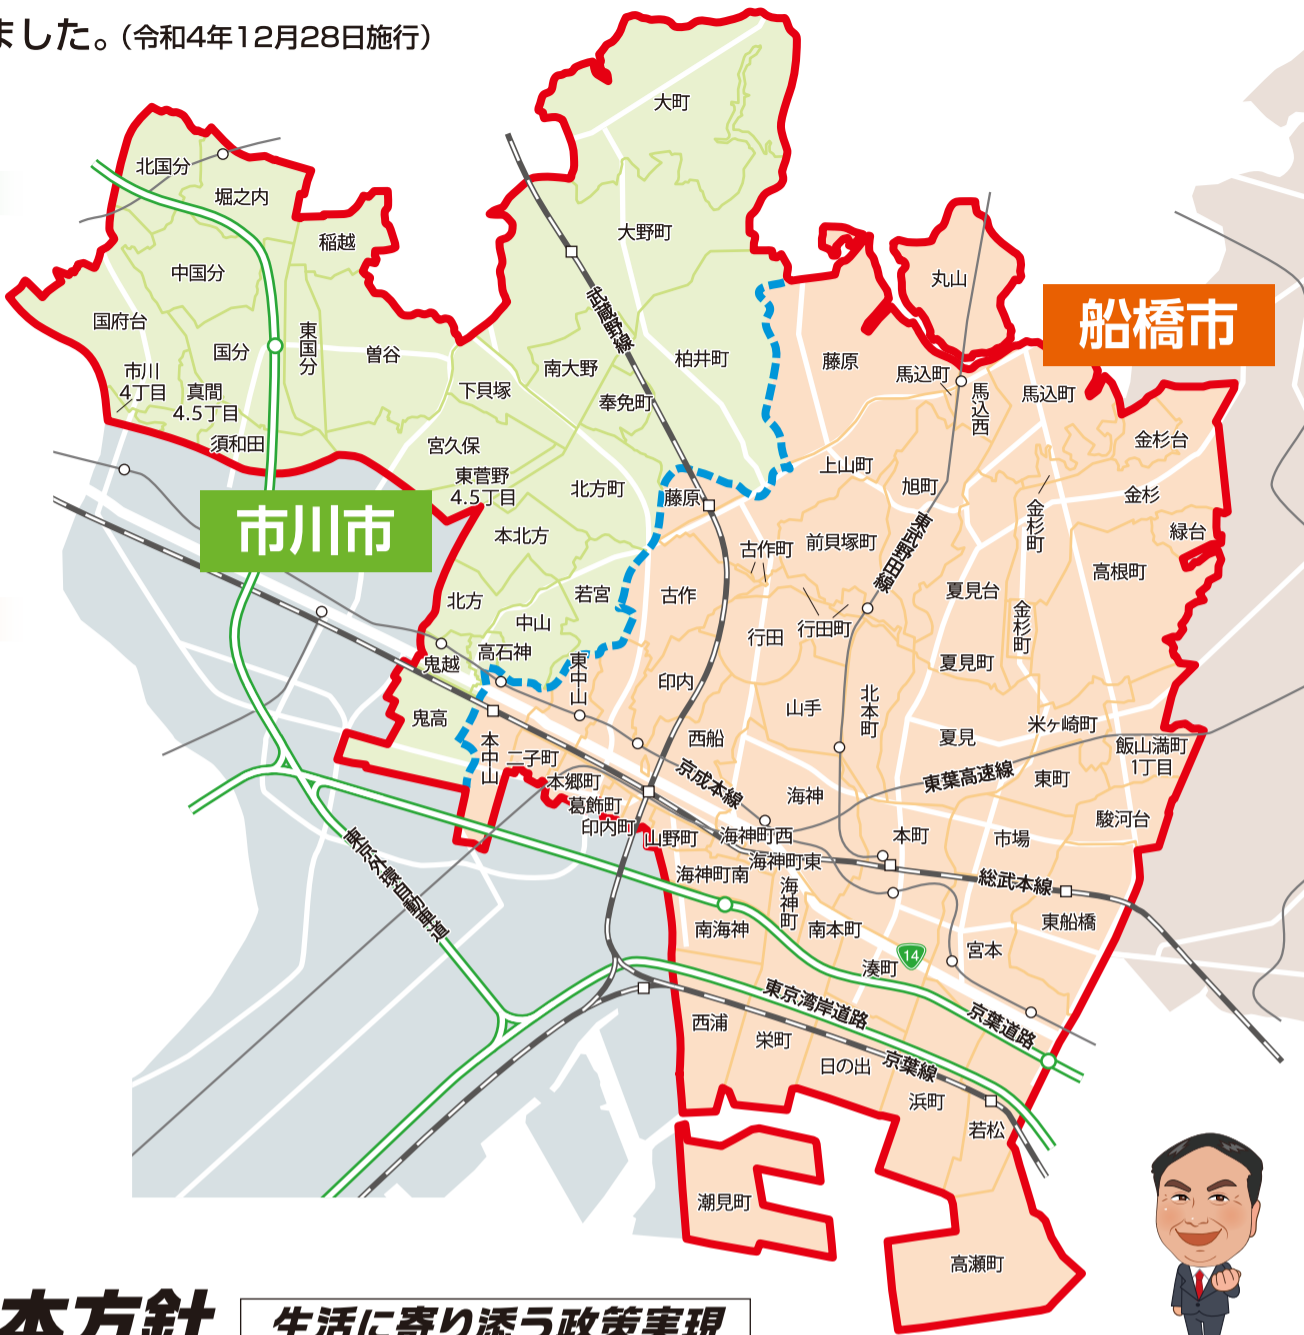 ました。(令和4年12月28日施行)
大町
北国分
堀之内
稲越
大野町
中国分
丸山
船橋市
国府台
武蔵野線
東国分
国分
曽谷
柏井町
藤原
南大野
馬込町
市川
4丁目
真間
4.5丁目
下貝塚
奉免町
馬込西
馬込町
須和田
宮久保
金杉台
東菅野
4.5丁目
上山町
北方町
藤原
旭町
金杉
市川市
金杉町
本北方
東武野田線
緑台
古作町
前貝塚町
高根町
北方
若宮
古作
夏見台
中山
行田
行田町
金杉町
鬼越
高石神
東中山
夏見町
印内
鬼高
山手
北本町
米ヶ崎町
本中山
二子町
西船
夏見
飯山満町
1丁目
本郷町
京成本線
東葉高速線
東町
葛飾町
海神
印内町
山野町
海神町西
本町
市場
駿河台
東京外環自動車道
海神町東
海神町南
海神町
総武本線
南海神
南本町
東船橋
14
宮本
湊町
東京湾岸道路
京葉道路
西浦
栄町
日の出
京葉線
浜町
若松
潮見町
高瀬町
本方針
生活に寄り添う政策実現